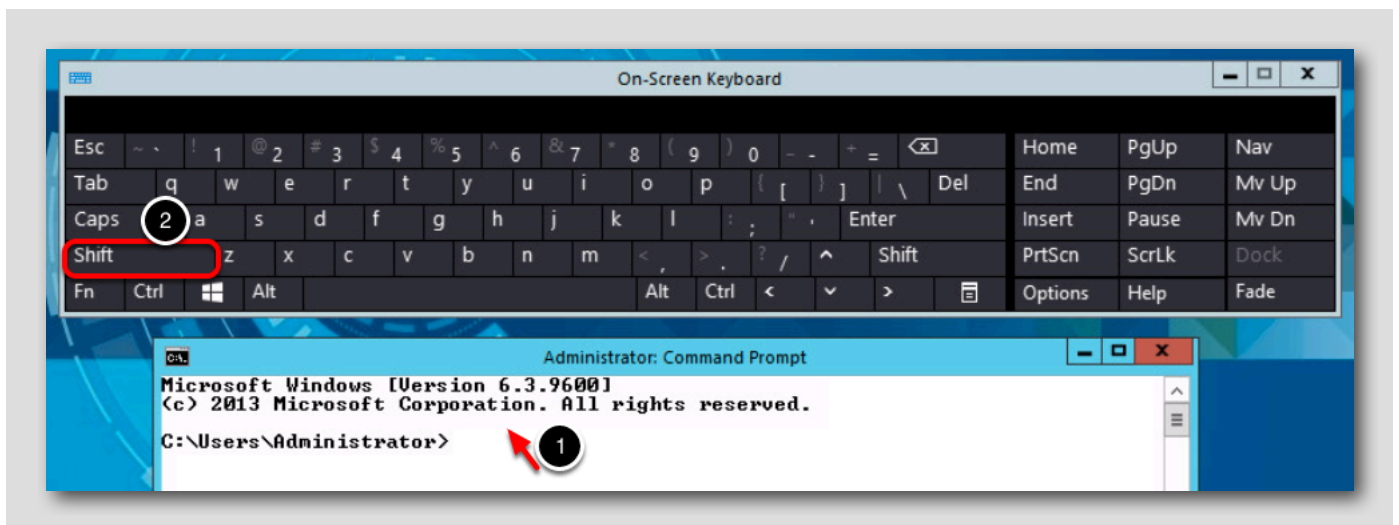 On-Screen Keyboard
Esc ~ ` ! 1 @ 2 # 3 $ 4 % 5 ^ 6 & 7 * 8 ( 9 ) 0 _ - + = Home PgUp Nav
Tab q w e r t y u i o p { [ } ] | \ Del End PgDn Mv Up
Caps 2 a s d f g h j k l : ; " ' Enter Insert Pause Mv Dn
Shift z x c v b n m < , > . ? / ^ Shift PrtScn ScrLk Dock
Fn Ctrl Alt Alt Ctrl < > Options Help Fade
C:\.
Administrator: Command Prompt
Microsoft Windows [Version 6.3.9600]
(c) 2013 Microsoft Corporation. All rights reserved.
C:\Users\Administrator>
1